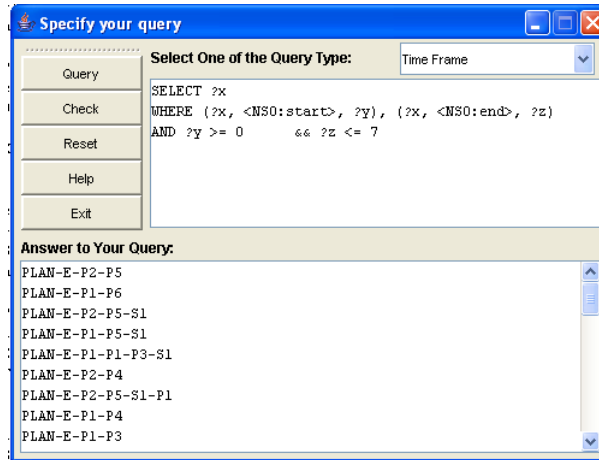 Specify your query
Select One of the Query Type:
Time Frame
Query
Check
Reset
Help
Exit
SELECT ?x
WHERE (?x, <NS0:start>, ?y), (?x, <NS0:end>, ?z)
AND ?y >= 0 && ?z <= 7
Answer to Your Query:
PLAN-E-P2-P5
PLAN-E-P1-P6
PLAN-E-P2-P5-S1
PLAN-E-P1-P5-S1
PLAN-E-P1-P1-P3-S1
PLAN-E-P2-P4
PLAN-E-P2-P5-S1-P1
PLAN-E-P1-P4
PLAN-E-P1-P3